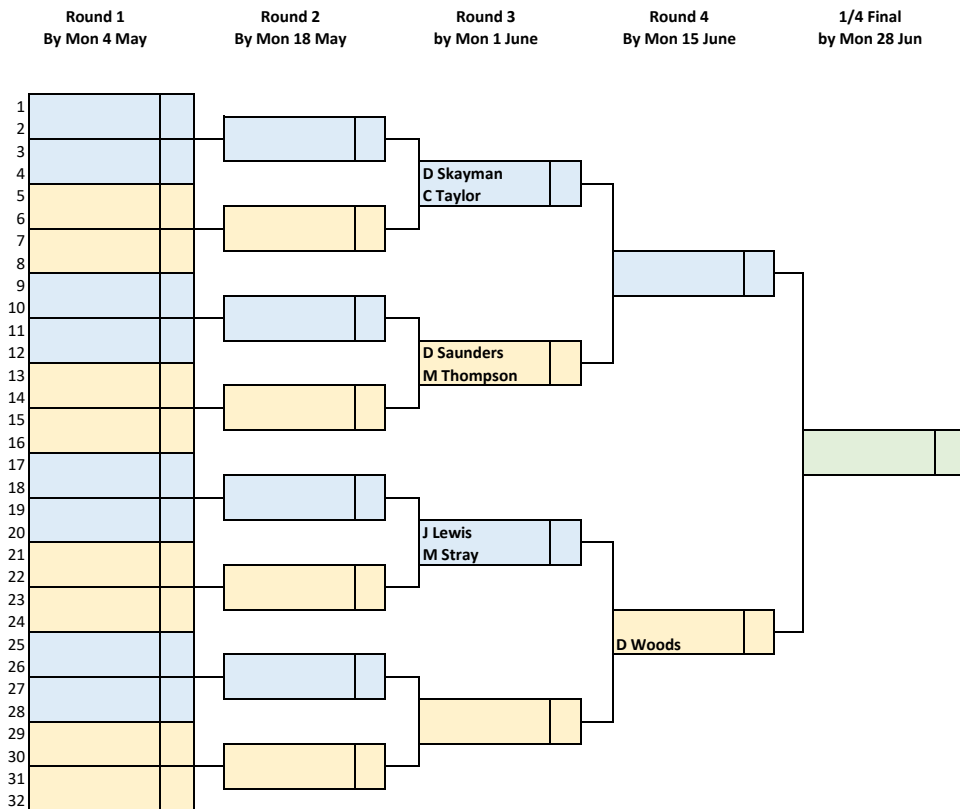 Round 1
By Mon 4 May
Round 2
By Mon 18 May
Round 3
by Mon 1 June
Round 4
By Mon 15 June
1/4 Final
by Mon 28 Jun
1
2
3
4
5
6
7
8
9
10
11
12
13
14
15
16
17
18
19
20
21
22
23
24
25
26
27
28
29
30
31
32
D Skayman
C Taylor
D Saunders
M Thompson
J Lewis
M Stray
D Woods